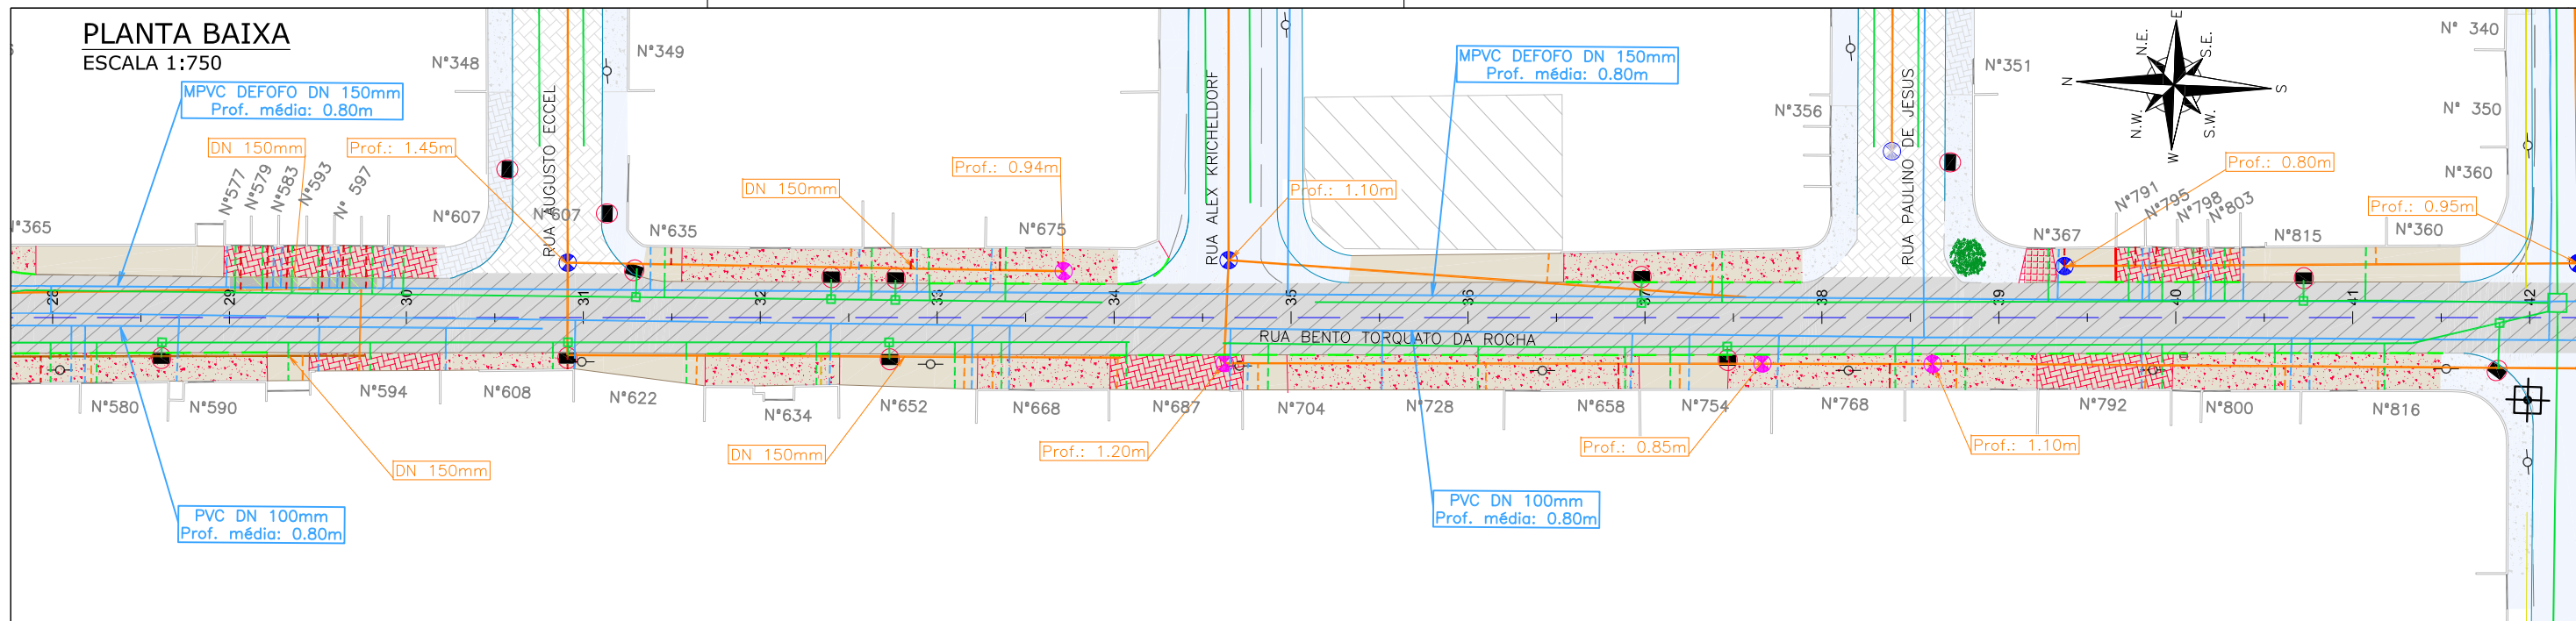 PLANTA BAIXA
ESCALA 1:750
MPVC DEFOFO DN 150mm
Prof. média: 0.80m
DN 150mm
Prof.: 1.45m
N°348
N°349
RUA AUGUSTO ECCEL
N°577
N°579
N°583
N°593
N° 597
N°607
N°607
N°365
N°635
DN 150mm
Prof.: 0.94m
N°675
RUA ALEX KRICHELDORF
Prof.: 1.10m
MPVC DEFOFO DN 150mm
Prof. média: 0.80m
N°356
RUA PAULINO DE JESUS
N°351
N
N.E.
E
S.E.
S
S.W.
W
N.W.
N° 340
N° 350
N°360
Prof.: 0.80m
N°791
N°795
N°798
N°803
N°367
N°815
Prof.: 0.95m
N°360
28
29
30
31
32
33
34
35
36
37
38
39
40
41
42
RUA BENTO TORQUATO DA ROCHA
N°580
N°590
N°594
N°608
N°622
N°634
N°652
N°668
N°687
N°704
N°728
N°658
N°754
N°768
N°792
N°800
N°816
DN 150mm
DN 150mm
Prof.: 1.20m
Prof.: 0.85m
Prof.: 1.10m
PVC DN 100mm
Prof. média: 0.80m
PVC DN 100mm
Prof. média: 0.80m